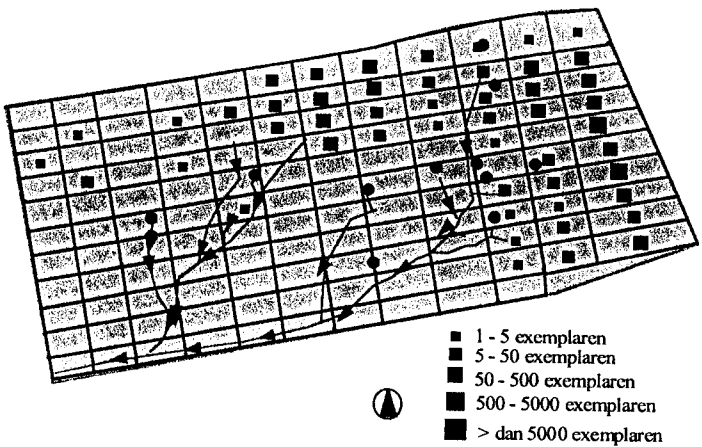 1 - 5 exemplaren
5 - 50 exemplaren
50 - 500 exemplaren
500 - 5000 exemplaren
> dan 5000 exemplaren